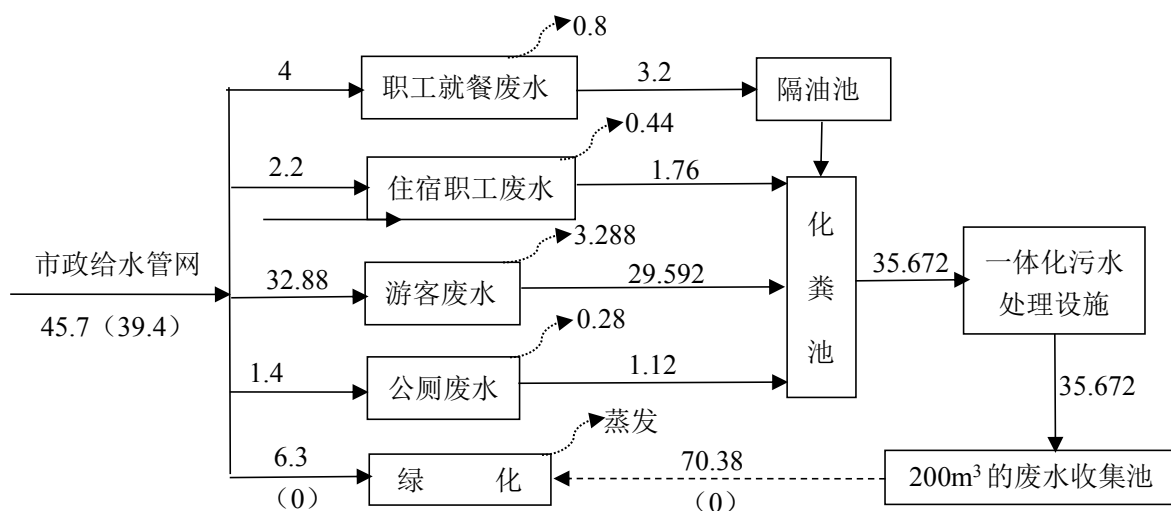 0.8
4
职工就餐废水
3.2
隔油池
0.44
2.2
住宿职工废水
1.76
市政给水管网
45.7（39.4）
3.288
32.88
游客废水
29.592
化
粪
池
35.672
一体化污水
处理设施
0.28
1.4
公厕废水
1.12
35.672
蒸发
6.3
（0）
绿 化
70.38
（0）
200m³的废水收集池